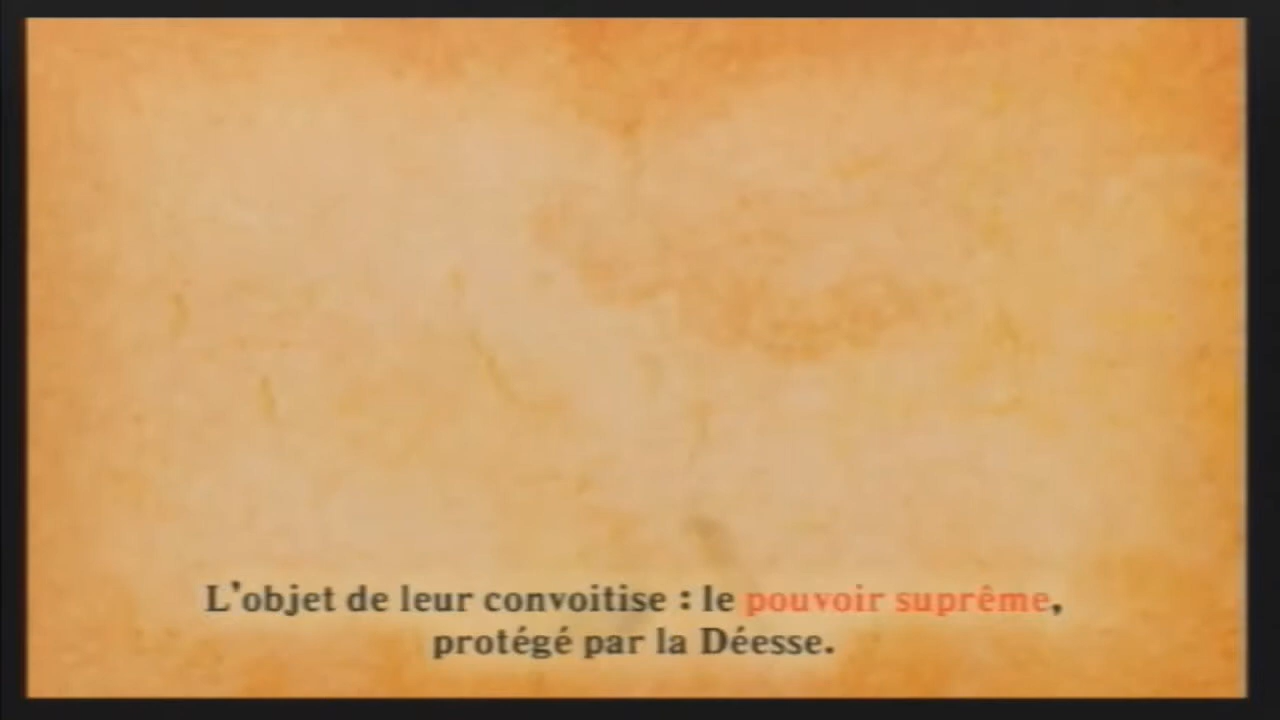 L'objet de leur convoitise : le pouvoir suprême,
protégé par la Déesse.